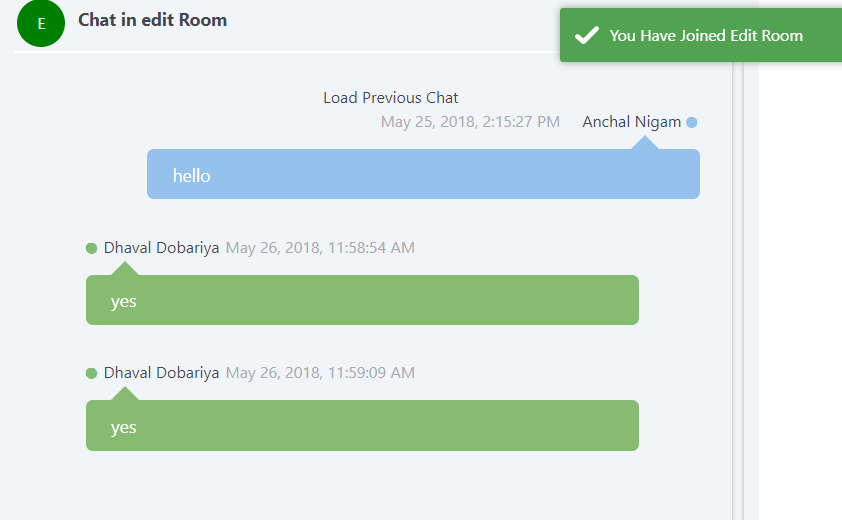 E
Chat in edit Room
You Have Joined Edit Room
Load Previous Chat
May 25, 2018, 2:15:27 PM Anchal Nigam
hello
Dhaval Dobariya May 26, 2018, 11:58:54 AM
yes
Dhaval Dobariya May 26, 2018, 11:59:09 AM
yes